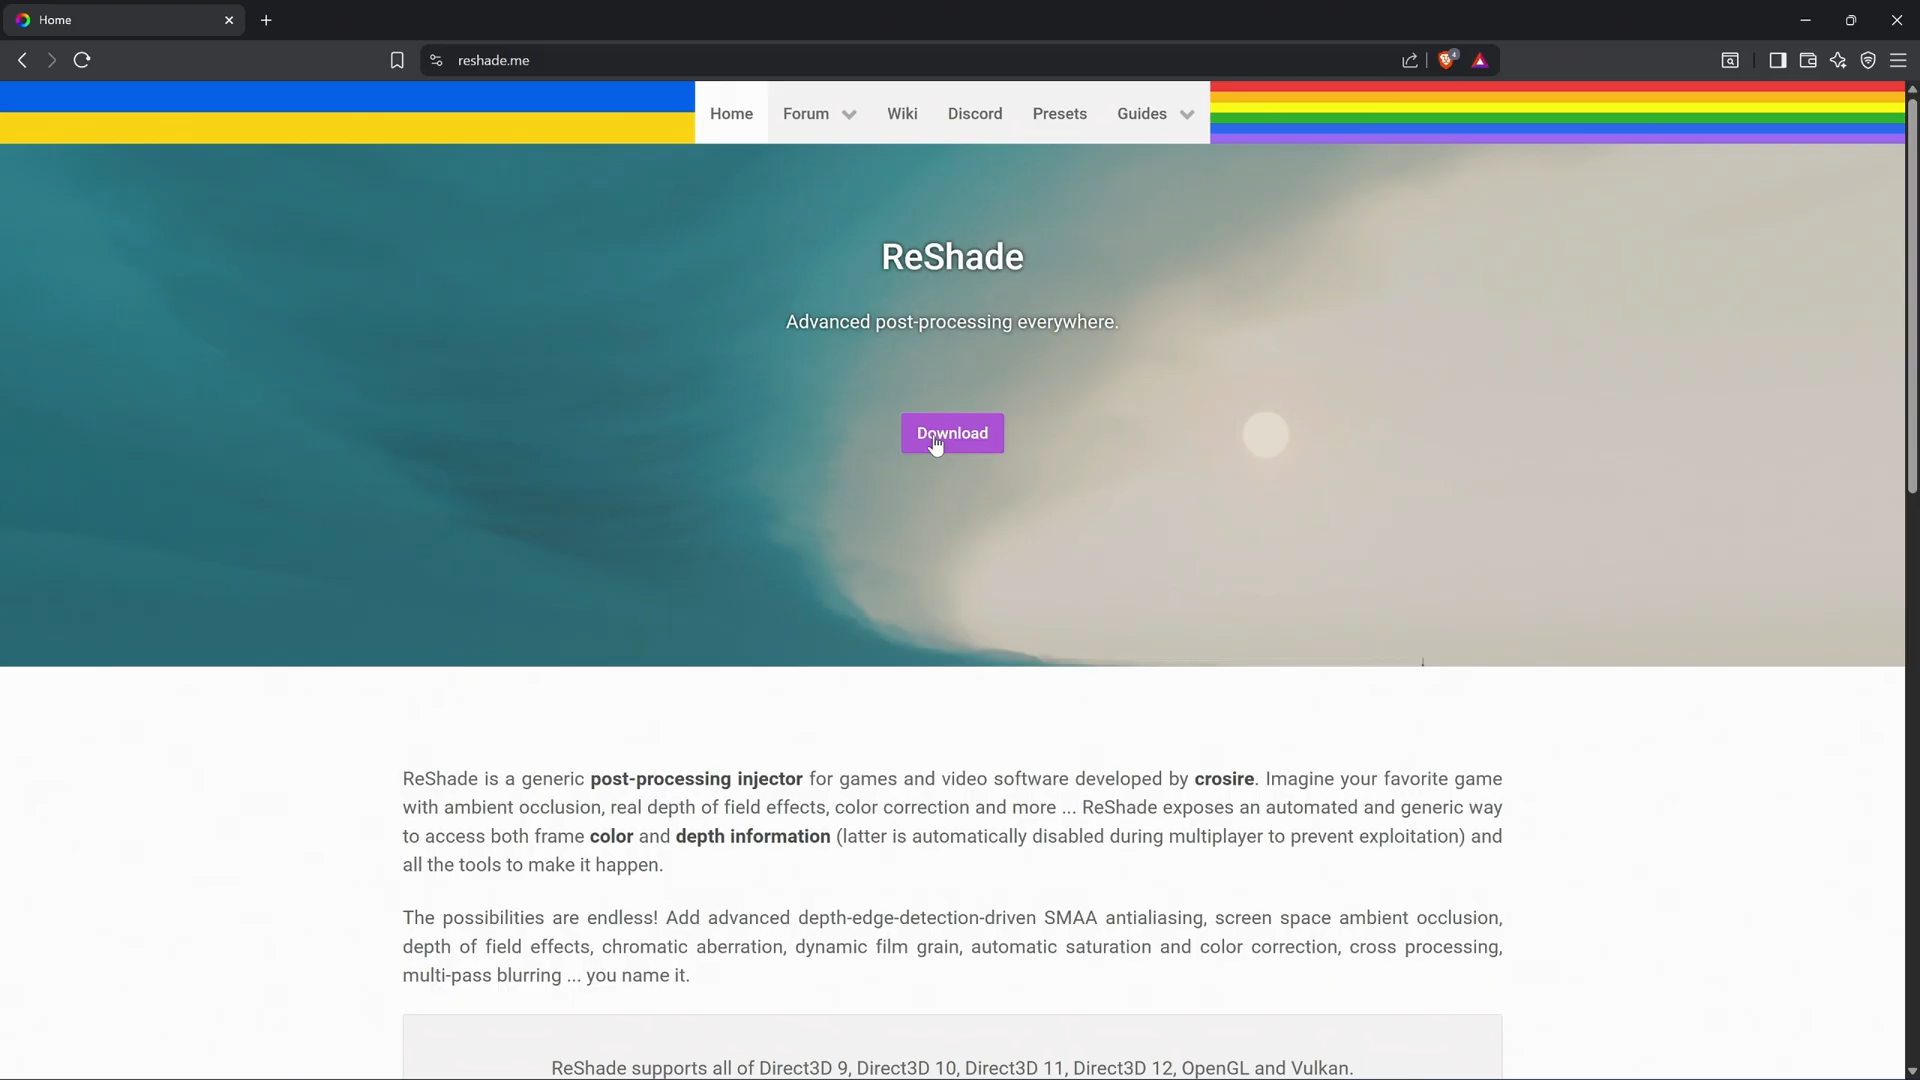 Home
reshade.me
4
Home Forum Wiki Discord Presets Guides
ReShade
Advanced post-processing everywhere.
Download
ReShade is a generic post-processing injector for games and video software developed by crosire. Imagine your favorite game
with ambient occlusion, real depth of field effects, color correction and more ... ReShade exposes an automated and generic way
to access both frame color and depth information (latter is automatically disabled during multiplayer to prevent exploitation) and
all the tools to make it happen.
The possibilities are endless! Add advanced depth-edge-detection-driven SMAA antialiasing, screen space ambient occlusion,
depth of field effects, chromatic aberration, dynamic film grain, automatic saturation and color correction, cross processing,
multi-pass blurring ... you name it.
ReShade supports all of Direct3D 9, Direct3D 10, Direct3D 11, Direct3D 12, OpenGL and Vulkan.